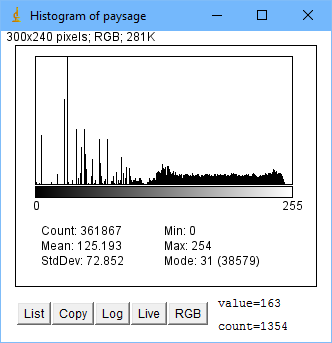 Histogram of paysage
300x240 pixels; RGB; 281K
0 255
Count: 361867 Min: 0
Mean: 125.193 Max: 254
StdDev: 72.852 Mode: 31 (38579)
List Copy Log Live RGB value=163
count=1354